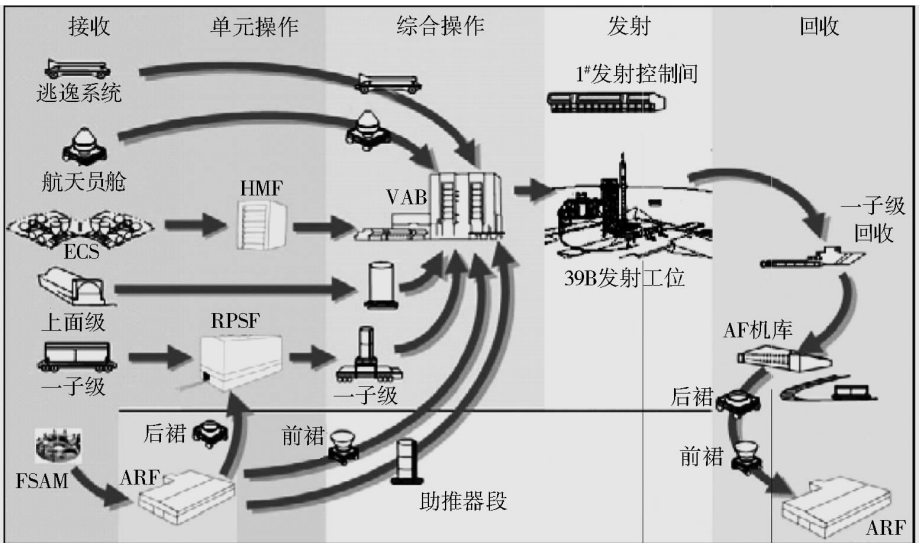 接收
单元操作
综合操作
发射
回收
逃逸系统
1#发射控制间
航天员舱
HMF
VAB
ECS
一子级
回收
39B发射工位
上面级
RPSF
AF机库
一子级
一子级
后裙
后裙
前裙
前裙
FSAM
ARF
助推器段
ARF